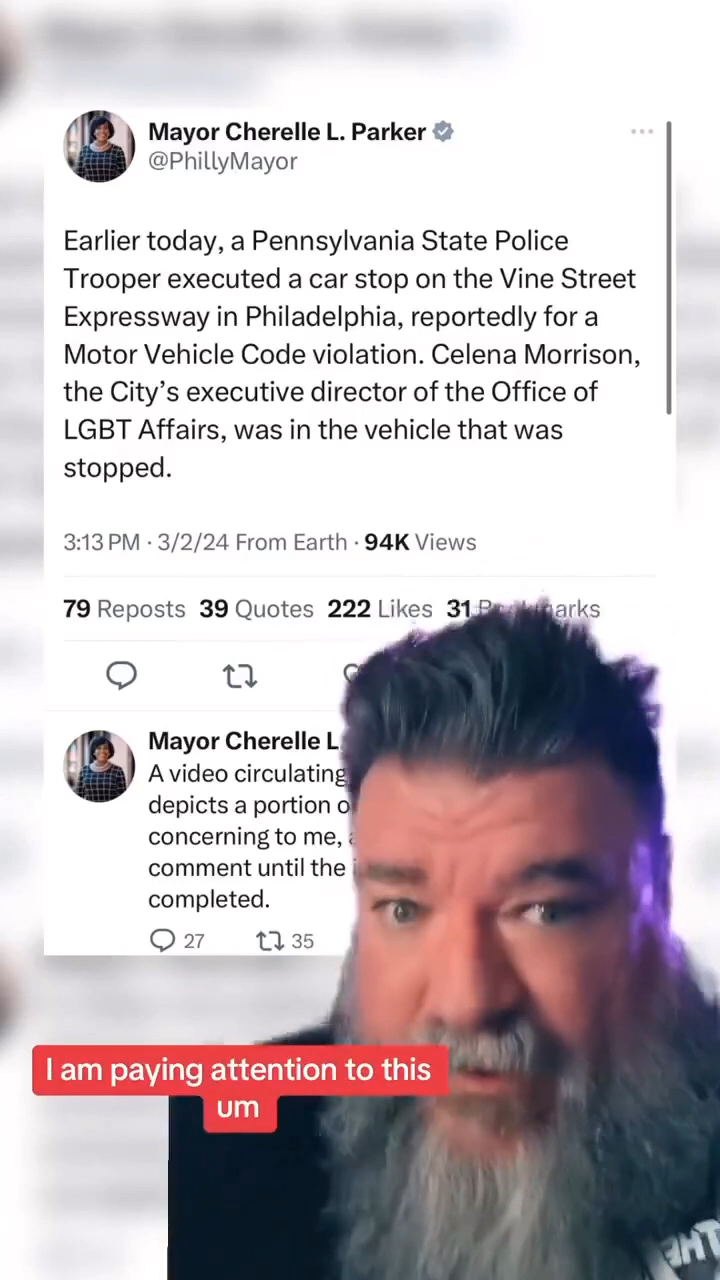 Mayor Cherelle L. Parker
@PhillyMayor
Earlier today, a Pennsylvania State Police
Trooper executed a car stop on the Vine Street
Expressway in Philadelphia, reportedly for a
Motor Vehicle Code violation. Celena Morrison,
the City’s executive director of the Office of
LGBT Affairs, was in the vehicle that was
stopped.
3:13 PM · 3/2/24 From Earth · 94K Views
79 Reposts 39 Quotes 222 Likes 31
Mayor Cherelle L
A video circulating
depicts a portion o
concerning to me,
comment until the
completed.
27 35
I am paying attention to this
um